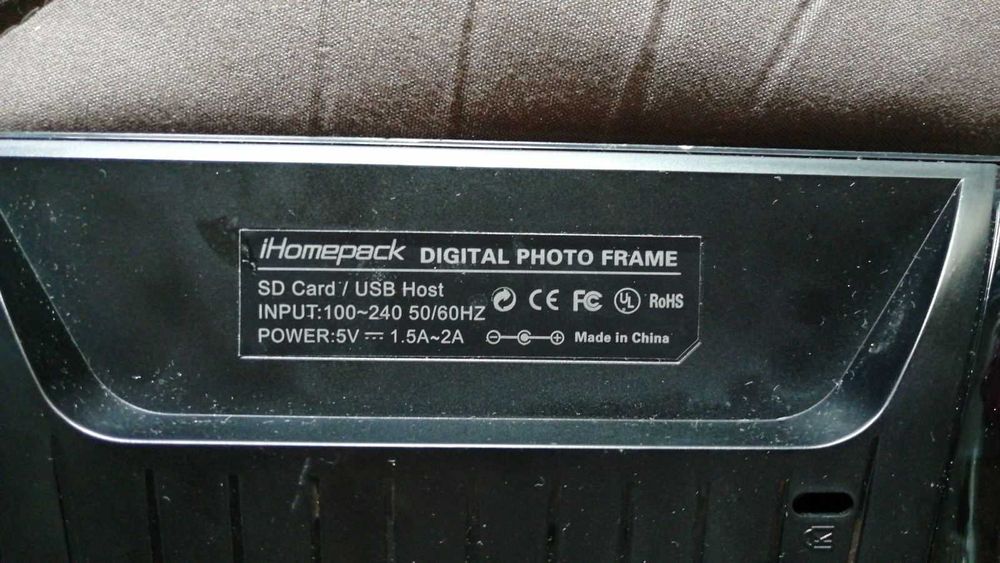 iHomepack DIGITAL PHOTO FRAME
SD Card / USB Host
INPUT:100~240 50/60HZ CE FC UL RoHS
POWER:5V ⎓ 1.5A~2A Made in China